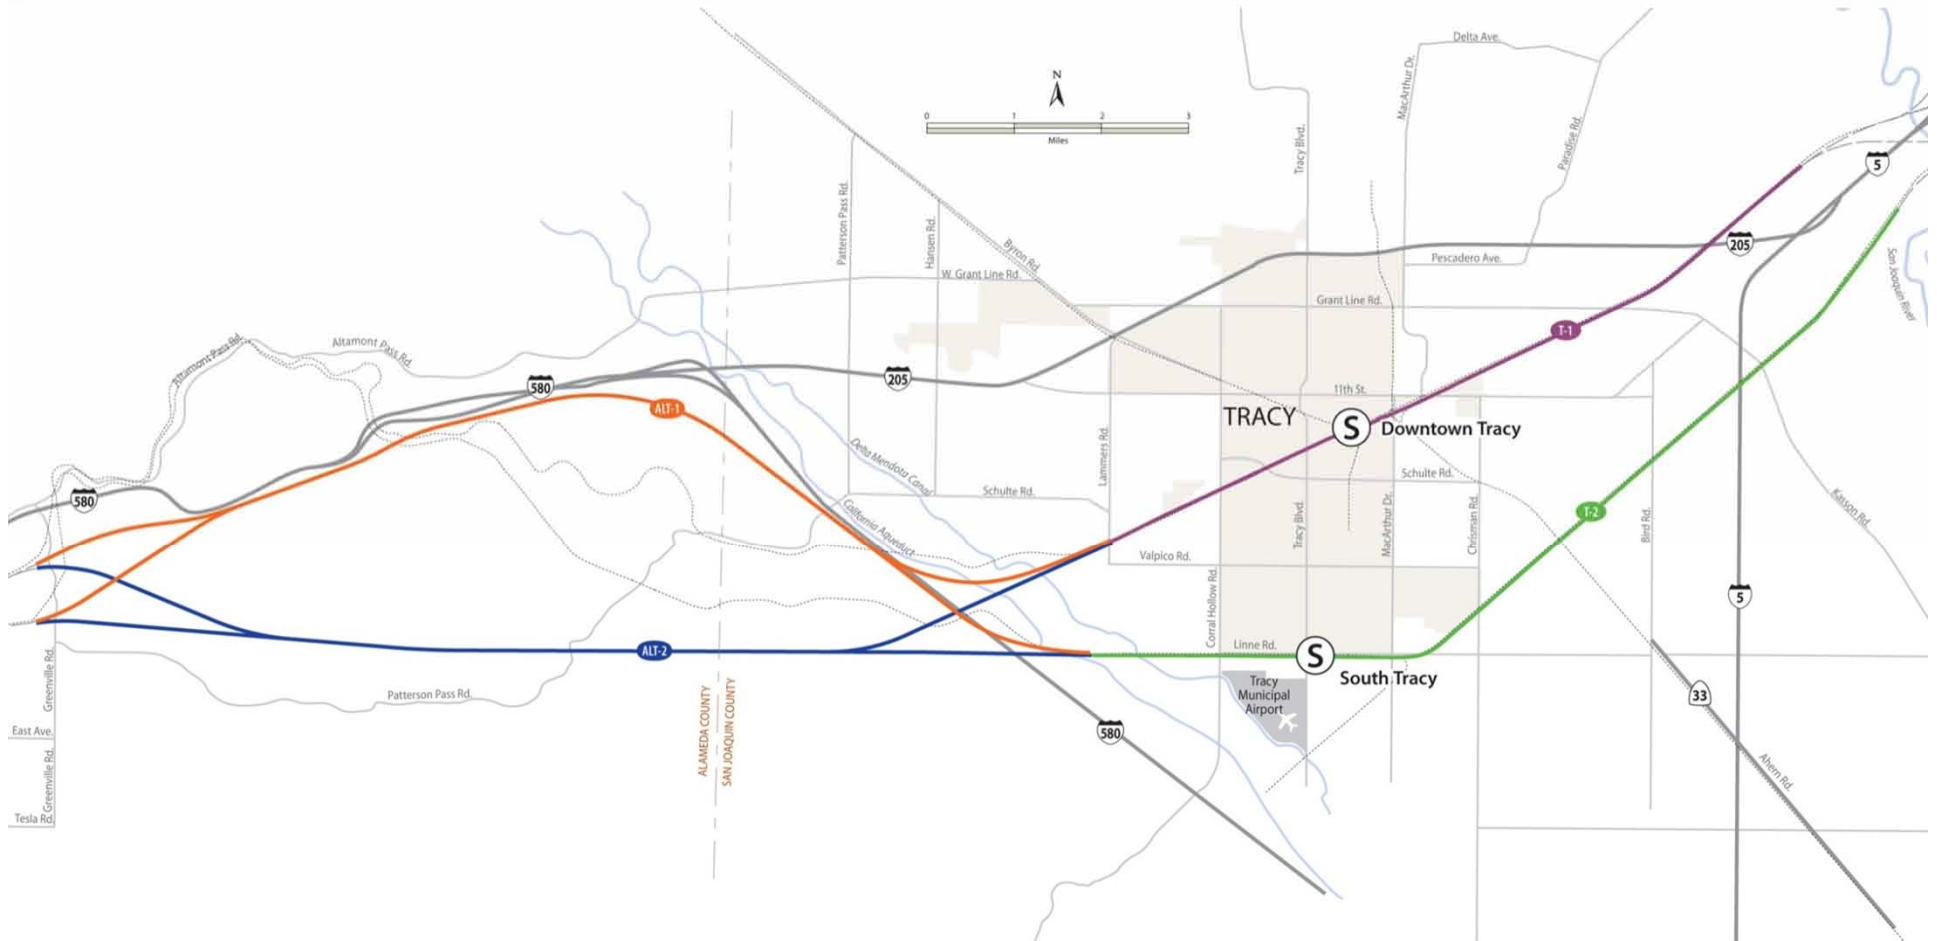 Delta Ave.
MacArthur Dr.
N
0 1 2 3
Miles
Tracy Blvd.
Paradise Rd.
5
Patterson Pass Rd.
Hansen Rd.
Byron Rd.
205
San Joaquin River
W. Grant Line Rd.
Pescadero Ave.
Grant Line Rd.
T-1
Altamont Pass Rd.
Altamont Pass Rd.
580
205
11th St.
ALT-1
TRACY
S
Downtown Tracy
Delta Mendota Canal
Lammers Rd.
Schulte Rd.
580
Schulte Rd.
California Aqueduct
Tracy Blvd.
MacArthur Dr.
Chrisman Rd.
T-2
Bird Rd.
Kasson Rd.
Valpico Rd.
Corral Hollow Rd.
5
Linne Rd.
S
South Tracy
ALT-2
Greenville Rd.
Patterson Pass Rd.
ALAMEDA COUNTY
SAN JOAQUIN COUNTY
Tracy
Municipal
Airport
33
East Ave.
580
Greenville Rd.
Ahern Rd.
Tesla Rd.